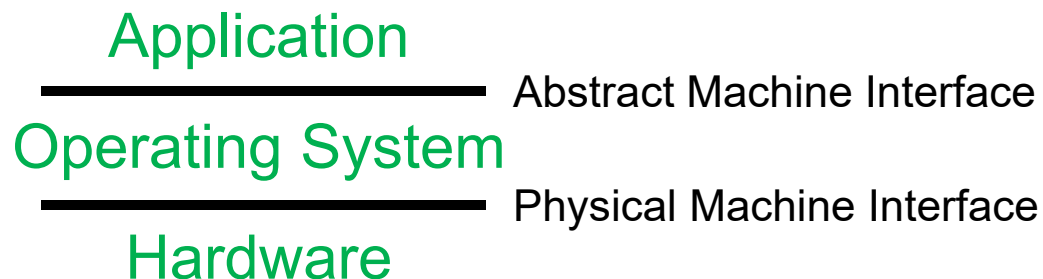 Application
Abstract Machine Interface
Operating System
Physical Machine Interface
Hardware